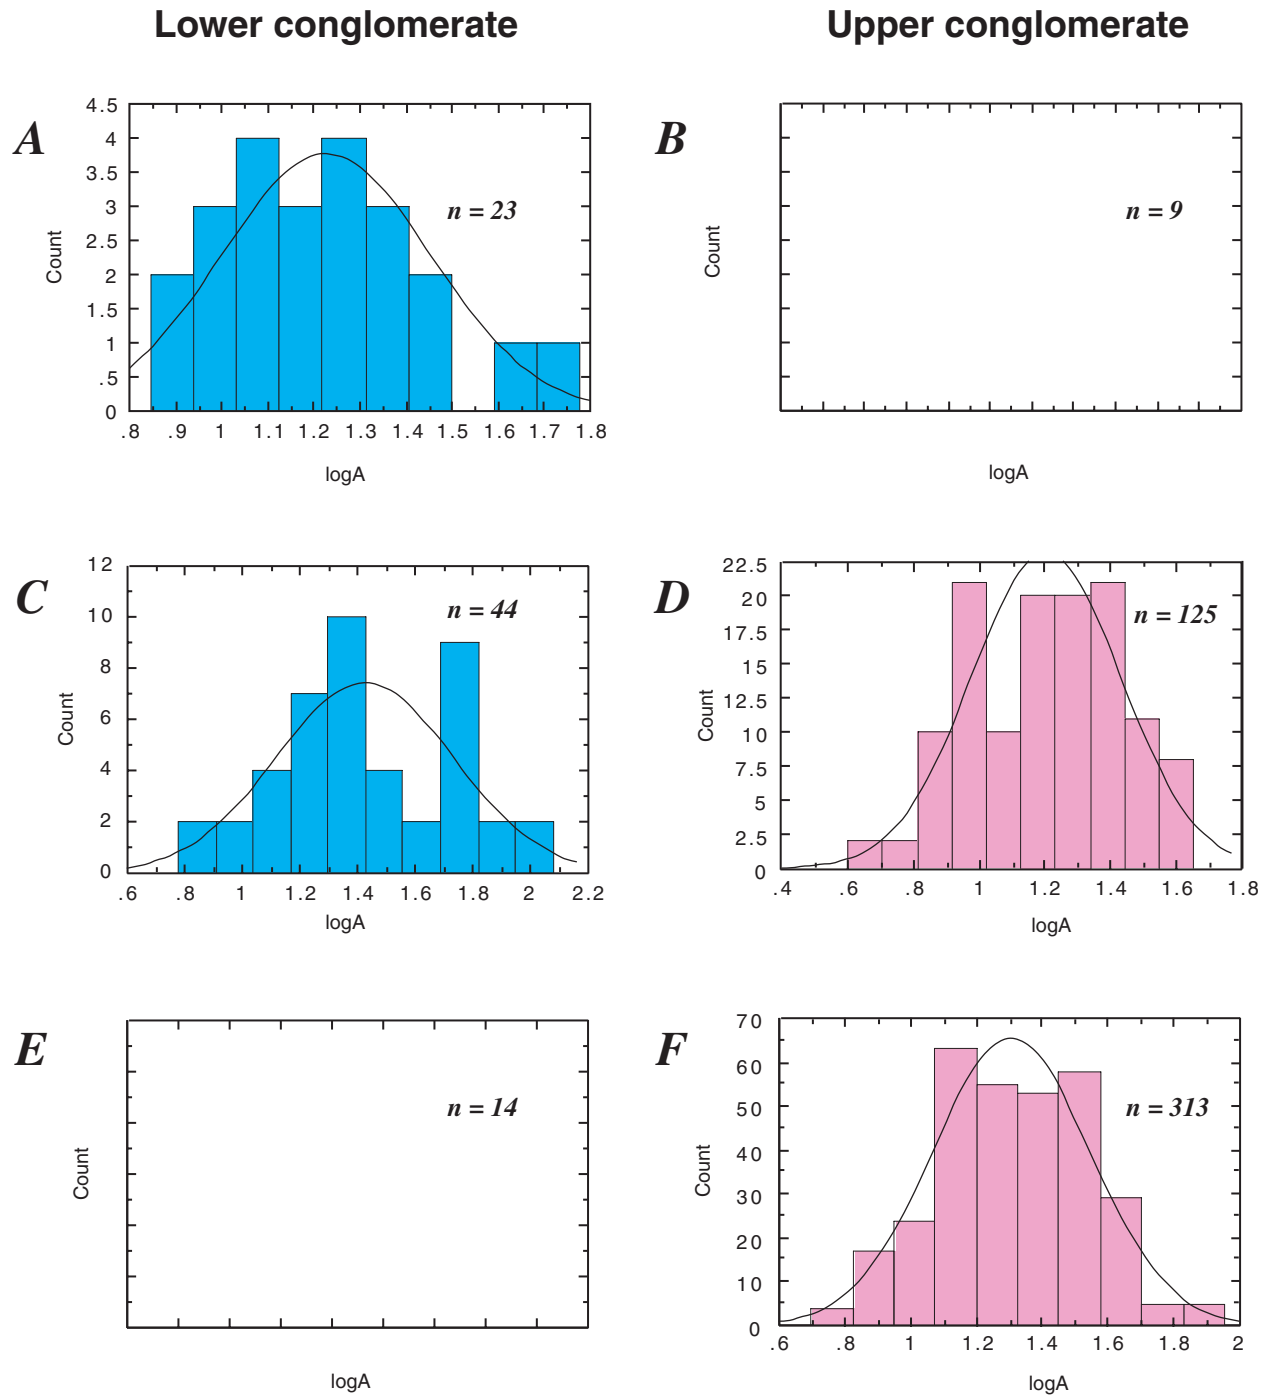 Lower conglomerate
Upper conglomerate
A
4.5
4
3.5
3
2.5
2
1.5
1
.5
0
Count
n = 23
.8 .9 1 1.1 1.2 1.3 1.4 1.5 1.6 1.7 1.8
logA
B
Count
n = 9
logA
C
12
10
8
6
4
2
0
Count
n = 44
.6 .8 1 1.2 1.4 1.6 1.8 2 2.2
logA
D
22.5
20
17.5
15
12.5
10
7.5
5
2.5
0
Count
n = 125
.4 .6 .8 1 1.2 1.4 1.6 1.8
logA
E
Count
n = 14
logA
F
70
60
50
40
30
20
10
0
Count
n = 313
.6 .8 1 1.2 1.4 1.6 1.8 2
logA